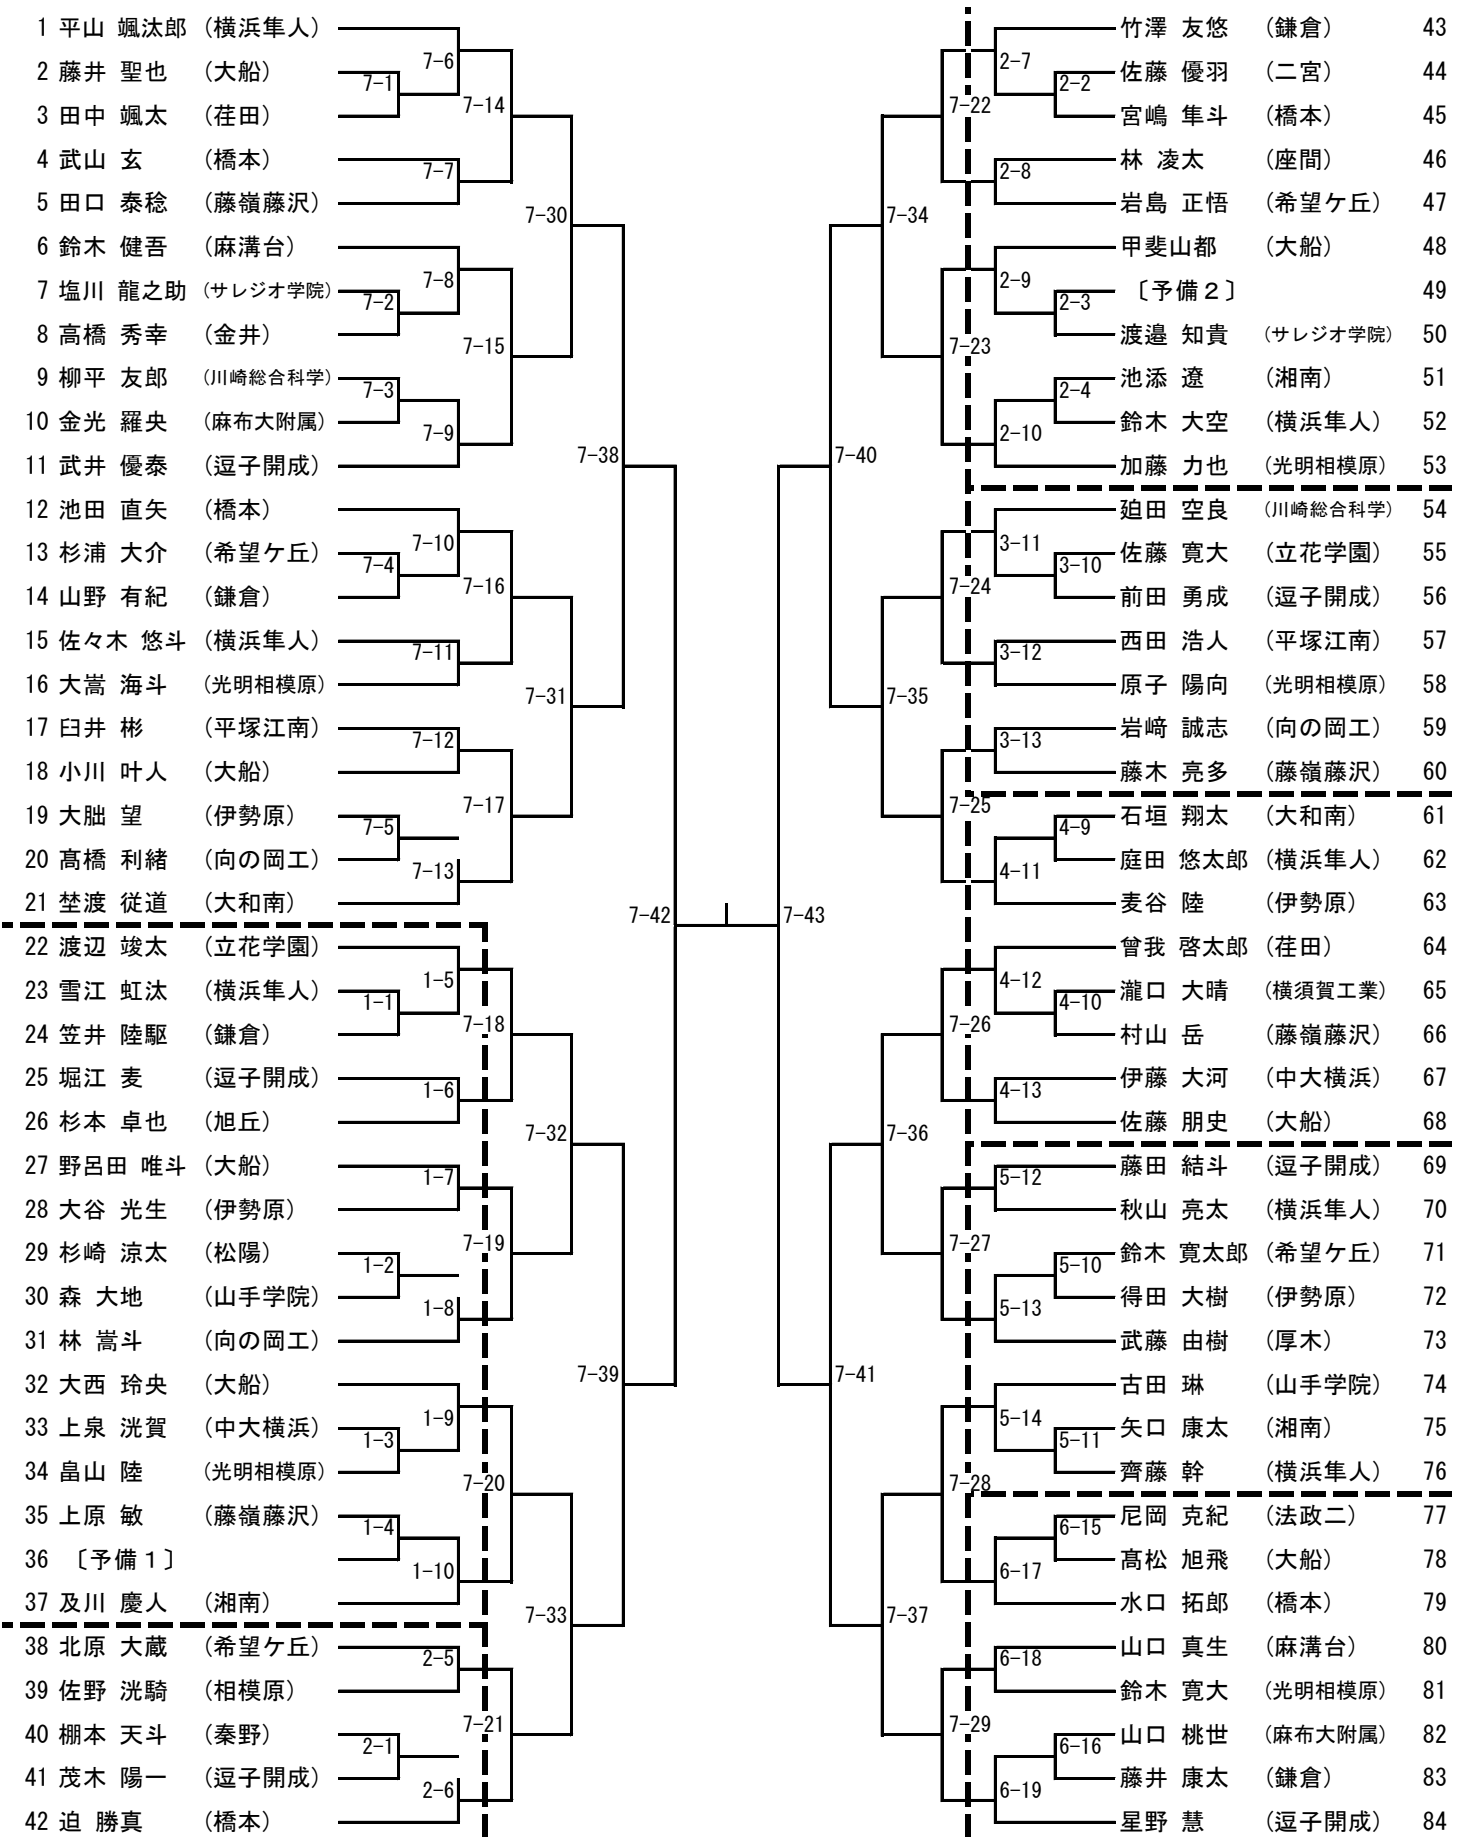 1 平山 颯汰郎 (横浜隼人)
2 藤井 聖也 (大船)
3 田中 颯太 (荏田)
4 武山 玄 (橋本)
5 田口 泰稔 (藤嶺藤沢)
6 鈴木 健吾 (麻溝台)
7 塩川 龍之助 (サレジオ学院)
8 高橋 秀幸 (金井)
9 柳平 友郎 (川崎総合科学)
10 金光 羅央 (麻布大附属)
11 武井 優泰 (逗子開成)
12 池田 直矢 (橋本)
13 杉浦 大介 (希望ケ丘)
14 山野 有紀 (鎌倉)
15 佐々木 悠斗 (横浜隼人)
16 大嵩 海斗 (光明相模原)
17 臼井 彬 (平塚江南)
18 小川 叶人 (大船)
19 大朏 望 (伊勢原)
20 髙橋 利緒 (向の岡工)
21 埜渡 従道 (大和南)
22 渡辺 竣太 (立花学園)
23 雪江 虹汰 (横浜隼人)
24 笠井 陸駆 (鎌倉)
25 堀江 麦 (逗子開成)
26 杉本 卓也 (旭丘)
27 野呂田 唯斗 (大船)
28 大谷 光生 (伊勢原)
29 杉崎 涼太 (松陽)
30 森 大地 (山手学院)
31 林 嵩斗 (向の岡工)
32 大西 玲央 (大船)
33 上泉 洸賀 (中大横浜)
34 畠山 陸 (光明相模原)
35 上原 敏 (藤嶺藤沢)
36 〔予備1〕
37 及川 慶人 (湘南)
38 北原 大蔵 (希望ケ丘)
39 佐野 洸騎 (相模原)
40 棚本 天斗 (秦野)
41 茂木 陽一 (逗子開成)
42 迫 勝真 (橋本)
7-1
7-2
7-3
7-4
7-5
1-1
1-2
1-3
1-4
2-1
7-6
7-7
7-8
7-9
7-10
7-11
7-12
7-13
1-5
1-6
1-7
1-8
1-9
1-10
2-5
2-6
7-14
7-15
7-16
7-17
7-18
7-19
7-20
7-21
7-30
7-31
7-32
7-33
7-38
7-39
7-42
7-43
7-40
7-41
7-34
7-35
7-36
7-37
7-22
7-23
7-24
7-25
7-26
7-27
7-28
7-29
2-7
2-8
2-9
2-10
3-11
3-12
3-13
4-11
4-12
4-13
5-12
5-13
5-14
6-17
6-18
6-19
2-2
2-3
2-4
3-10
4-9
4-10
5-10
5-11
6-15
6-16
竹澤 友悠 (鎌倉) 43
佐藤 優羽 (二宮) 44
宮嶋 隼斗 (橋本) 45
林 凌太 (座間) 46
岩島 正悟 (希望ケ丘) 47
甲斐山都 (大船) 48
〔予備2〕 49
渡邉 知貴 (サレジオ学院) 50
池添 遼 (湘南) 51
鈴木 大空 (横浜隼人) 52
加藤 力也 (光明相模原) 53
廹田 空良 (川崎総合科学) 54
佐藤 寛大 (立花学園) 55
前田 勇成 (逗子開成) 56
西田 浩人 (平塚江南) 57
原子 陽向 (光明相模原) 58
岩﨑 誠志 (向の岡工) 59
藤木 亮多 (藤嶺藤沢) 60
石垣 翔太 (大和南) 61
庭田 悠太郎 (横浜隼人) 62
麦谷 陸 (伊勢原) 63
曾我 啓太郎 (荏田) 64
瀧口 大晴 (横須賀工業) 65
村山 岳 (藤嶺藤沢) 66
伊藤 大河 (中大横浜) 67
佐藤 朋史 (大船) 68
藤田 結斗 (逗子開成) 69
秋山 亮太 (横浜隼人) 70
鈴木 寛太郎 (希望ケ丘) 71
得田 大樹 (伊勢原) 72
武藤 由樹 (厚木) 73
古田 琳 (山手学院) 74
矢口 康太 (湘南) 75
齊藤 幹 (横浜隼人) 76
尼岡 克紀 (法政二) 77
髙松 旭飛 (大船) 78
水口 拓郎 (橋本) 79
山口 真生 (麻溝台) 80
鈴木 寛大 (光明相模原) 81
山口 桃世 (麻布大附属) 82
藤井 康太 (鎌倉) 83
星野 慧 (逗子開成) 84